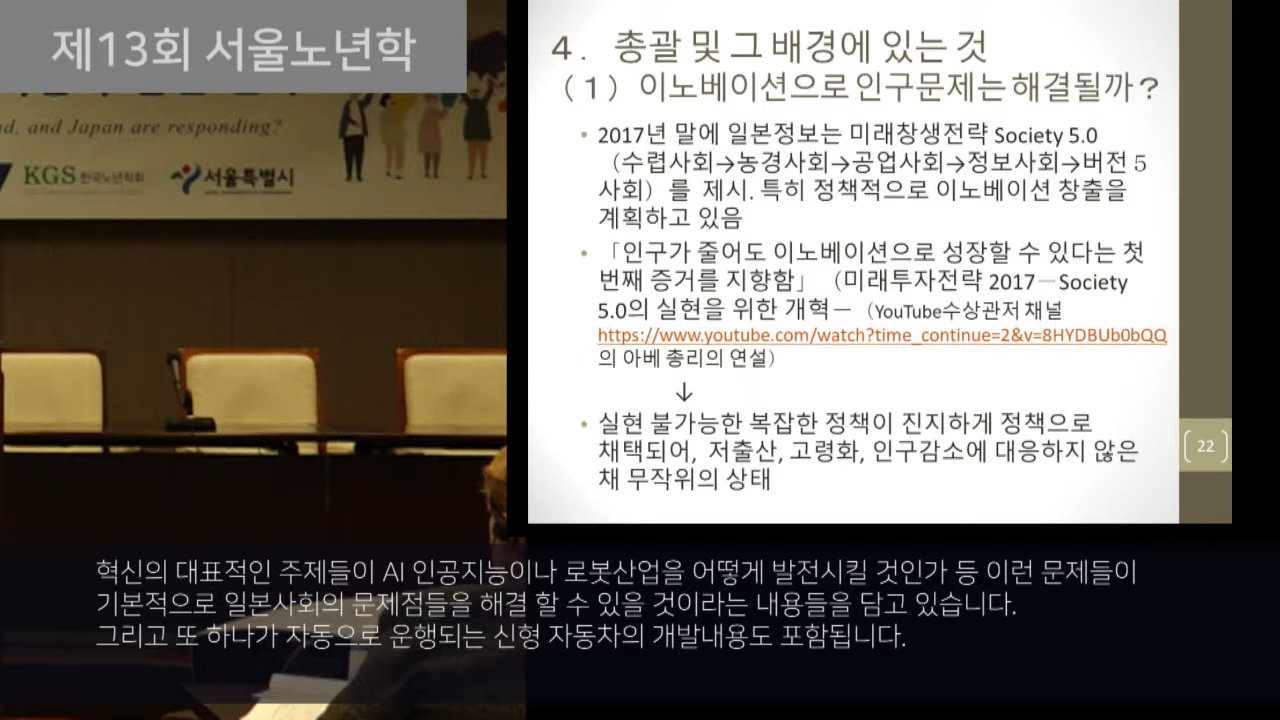 제13회 서울노년학
d, and Japan are responding?
KGS 한국노년학회
서울특별시
4. 총괄 및 그 배경에 있는 것
(1) 이노베이션으로 인구문제는 해결될까?
• 2017년 말에 일본정보는 미래창생전략 Society 5.0
(수렵사회→농경사회→공업사회→정보사회→버전 5
사회) 를 제시. 특히 정책적으로 이노베이션 창출을
계획하고 있음
• 「인구가 줄어도 이노베이션으로 성장할 수 있다는 첫
번째 증거를 지향함」 (미래투자전략 2017－Society
5.0의 실현을 위한 개혁－ (YouTube수상관저 채널
https://www.youtube.com/watch?time_continue=2&v=8HYDBUb0bQQ
의 아베 총리의 연설)
↓
• 실현 불가능한 복잡한 정책이 진지하게 정책으로
채택되어, 저출산, 고령화, 인구감소에 대응하지 않은
채 무작위의 상태
22
혁신의 대표적인 주제들이 AI 인공지능이나 로봇산업을 어떻게 발전시킬 것인가 등 이런 문제들이
기본적으로 일본사회의 문제점들을 해결 할 수 있을 것이라는 내용들을 담고 있습니다.
그리고 또 하나가 자동으로 운행되는 신형 자동차의 개발내용도 포함됩니다.